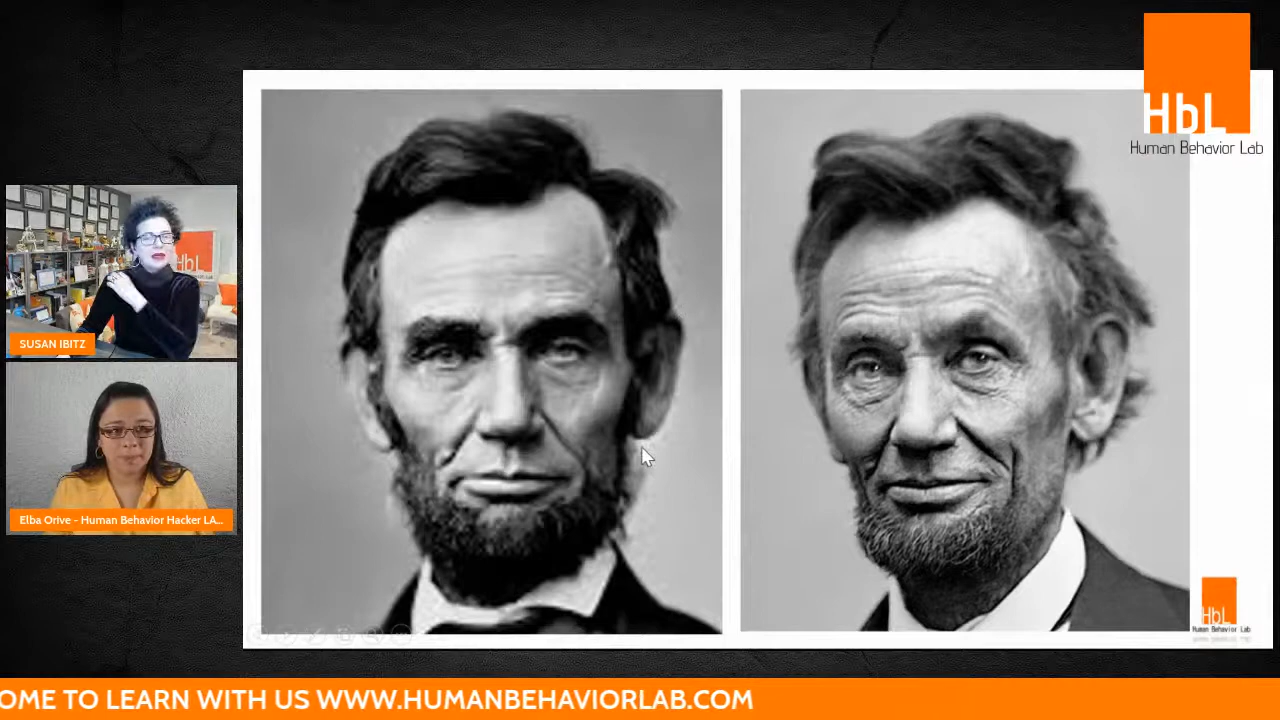 HbL
Human Behavior Lab
SUSAN IBITZ
HbL
Elba Orive - Human Behavior Hacker LA...
HbL
Human Behavior Lab
OME TO LEARN WITH US WWW.HUMANBEHAVIORLAB.COM